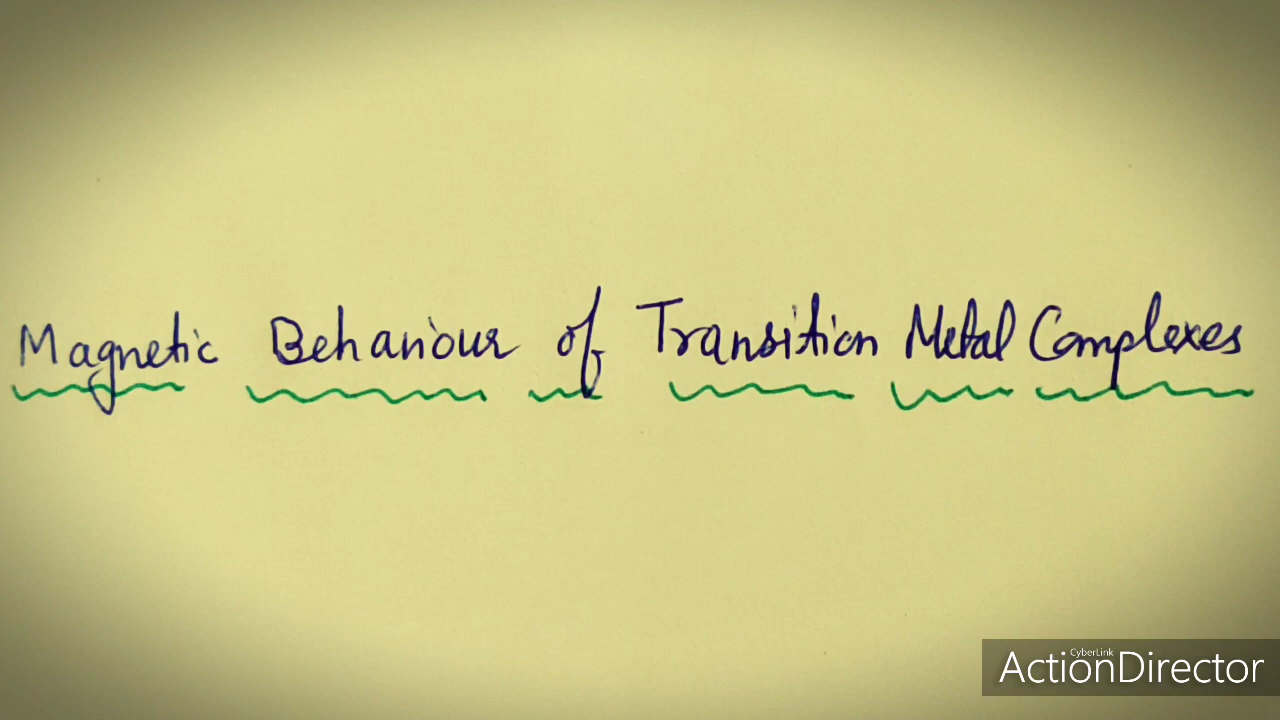 Magnetic Behaviour of Transition Metal Complexes
CyberLink
ActionDirector